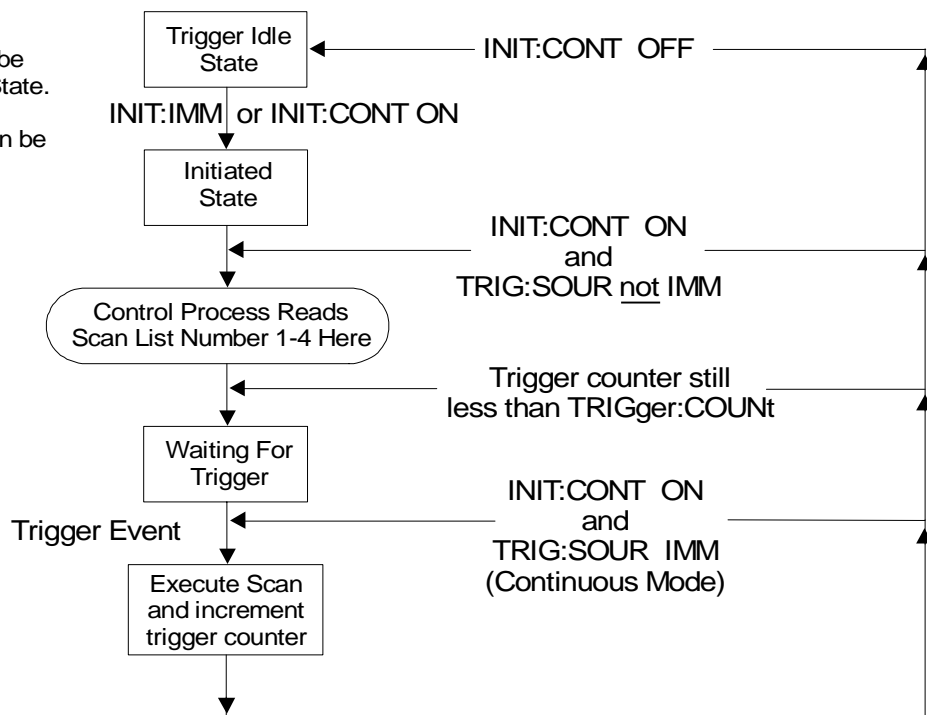 Trigger Idle
State
INIT:CONT OFF
be
State.
INIT:IMM or INIT:CONT ON
n be
Initiated
State
INIT:CONT ON
and
TRIG:SOUR not IMM
Control Process Reads
Scan List Number 1-4 Here
Trigger counter still
less than TRIGger:COUNt
Waiting For
Trigger
INIT:CONT ON
and
TRIG:SOUR IMM
(Continuous Mode)
Trigger Event
Execute Scan
and increment
trigger counter